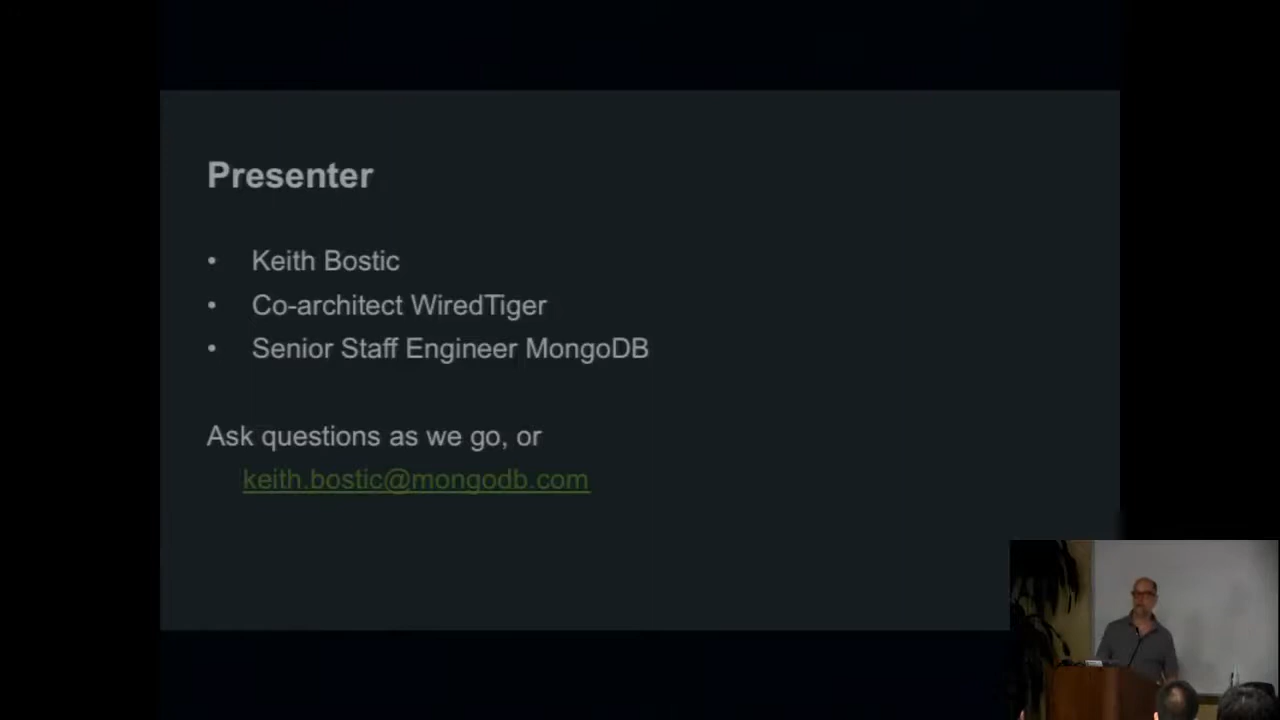 Presenter
• Keith Bostic
• Co-architect WiredTiger
• Senior Staff Engineer MongoDB
Ask questions as we go, or
keith.bostic@mongodb.com